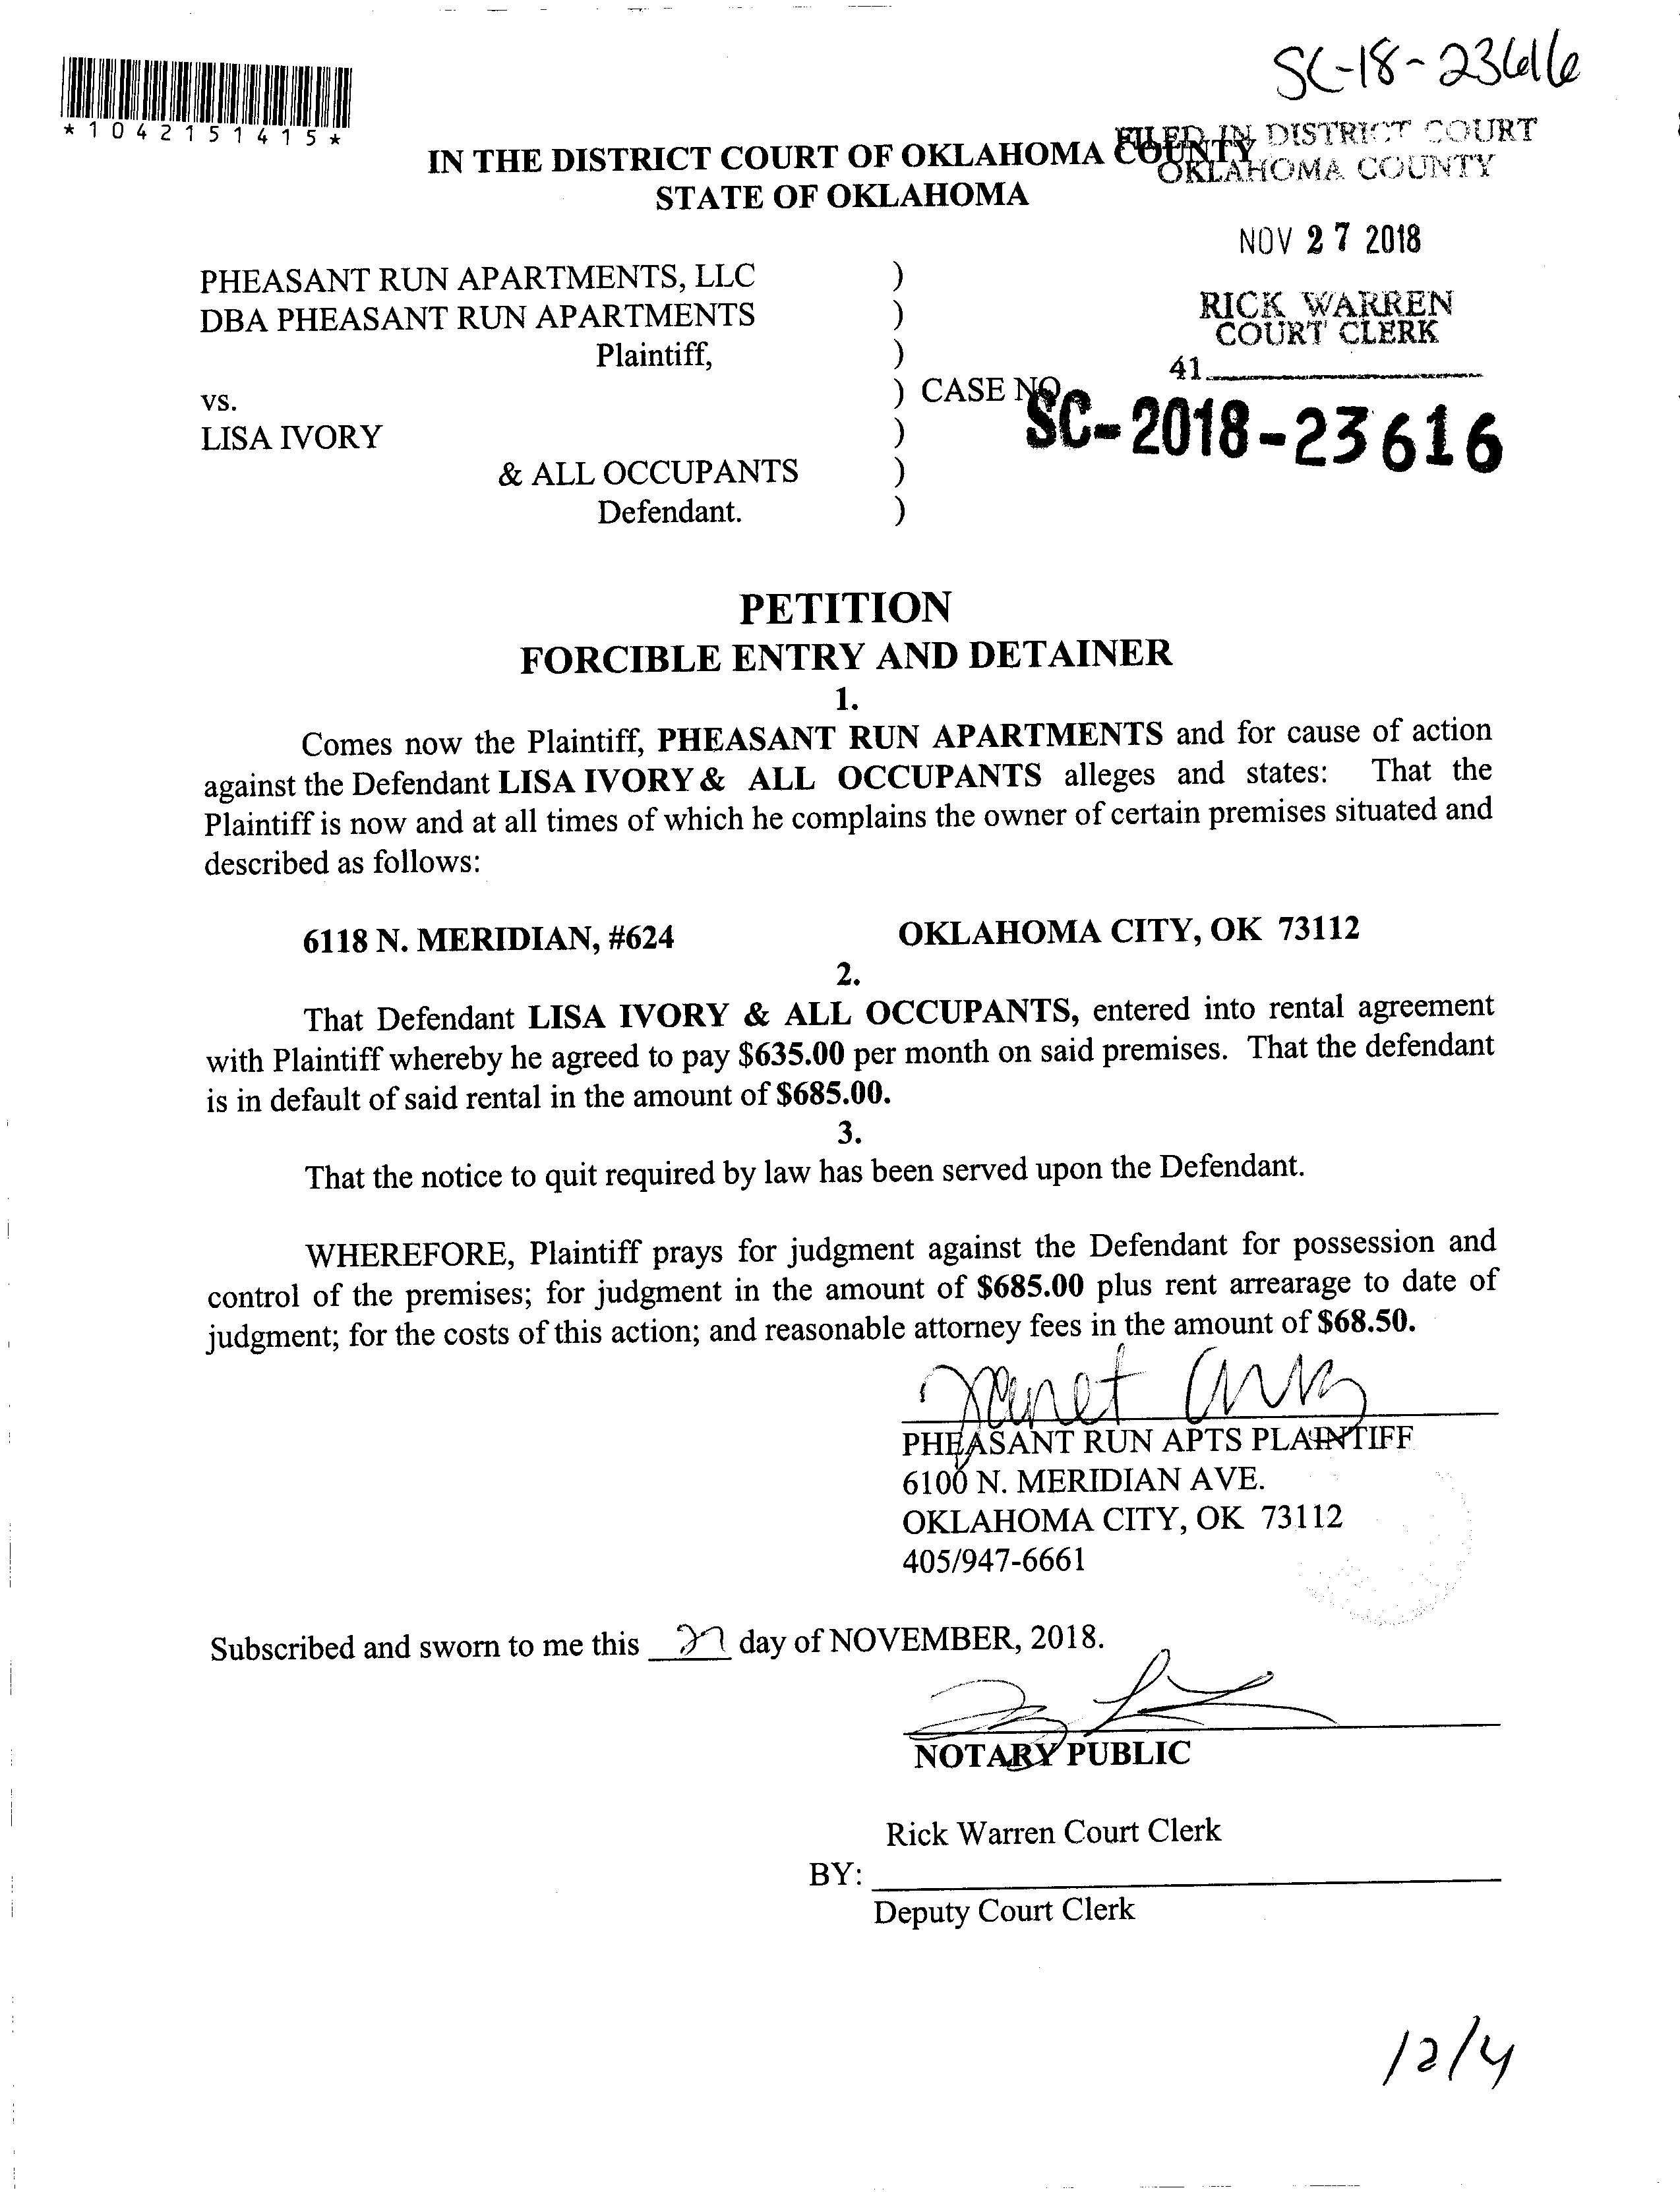 SC-18-23616
*1042151415*
FILED IN DISTRICT COURT
OKLAHOMA COUNTY
IN THE DISTRICT COURT OF OKLAHOMA COUNTY
STATE OF OKLAHOMA
NOV 27 2018
RICK WARREN
COURT CLERK
41
PHEASANT RUN APARTMENTS, LLC )
DBA PHEASANT RUN APARTMENTS )
Plaintiff, )
) CASE NO.
vs.
SC-2018-23616
LISA IVORY )
& ALL OCCUPANTS )
Defendant. )
PETITION
FORCIBLE ENTRY AND DETAINER
1.
Comes now the Plaintiff, PHEASANT RUN APARTMENTS and for cause of action
against the Defendant LISA IVORY & ALL OCCUPANTS alleges and states: That the
Plaintiff is now and at all times of which he complains the owner of certain premises situated and
described as follows:
6118 N. MERIDIAN, #624 OKLAHOMA CITY, OK 73112
2.
That Defendant LISA IVORY & ALL OCCUPANTS, entered into rental agreement
with Plaintiff whereby he agreed to pay $635.00 per month on said premises. That the defendant
is in default of said rental in the amount of $685.00.
3.
That the notice to quit required by law has been served upon the Defendant.
WHEREFORE, Plaintiff prays for judgment against the Defendant for possession and
control of the premises; for judgment in the amount of $685.00 plus rent arrearage to date of
judgment; for the costs of this action; and reasonable attorney fees in the amount of $68.50.
Janet
PHEASANT RUN APTS PLAINTIFF
6100 N. MERIDIAN AVE.
OKLAHOMA CITY, OK 73112
405/947-6661
Subscribed and sworn to me this 27 day of NOVEMBER, 2018.
NOTARY PUBLIC
Rick Warren Court Clerk
BY:
Deputy Court Clerk
12/4